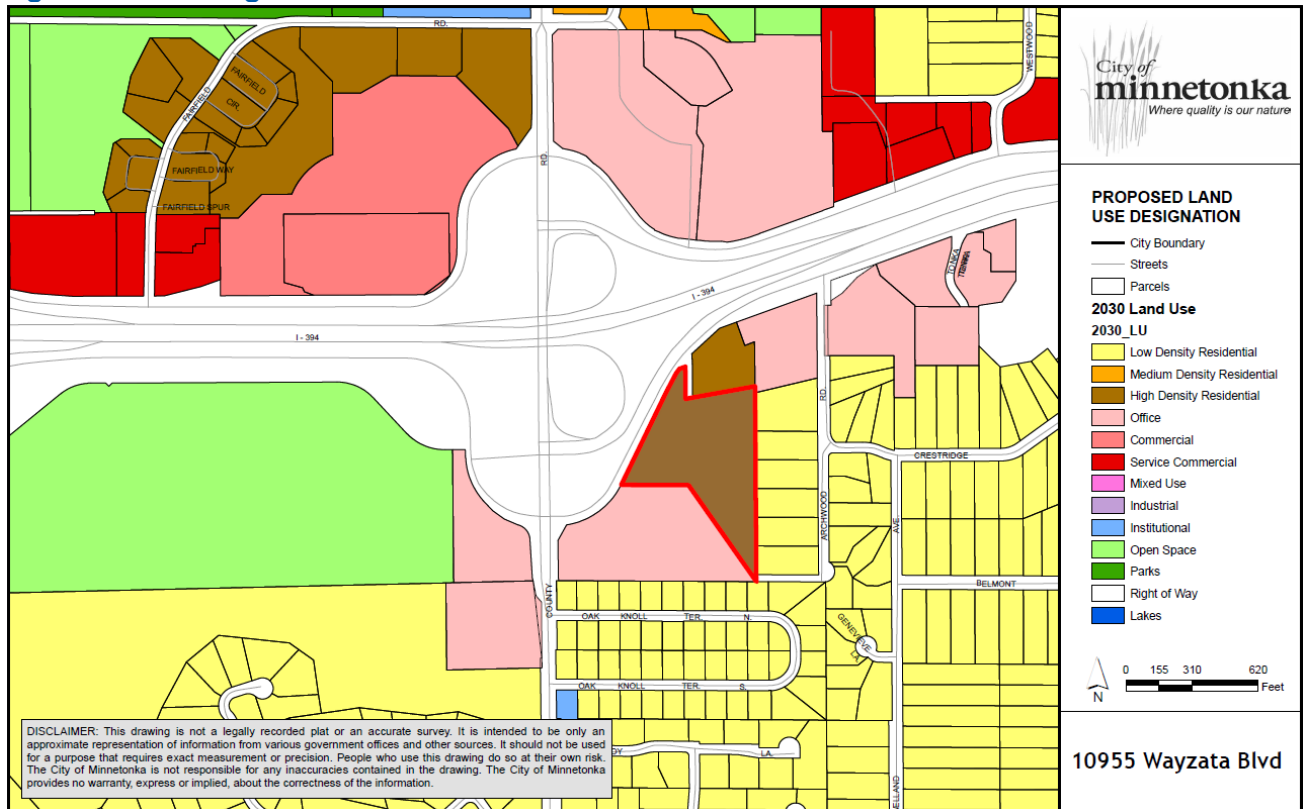 RD.
WESTWOOD
FAIRFIELD
CIR.
FAIRFIELD
RD.
FAIRFIELD WAY
FAIRFIELD SPUR
TONKA
I - 394
I - 394
RD.
CRESTRIDGE
ARCHWOOD
AVE.
BELMONT
COUNTY
OAK KNOLL TER. N.
GENEVIEVE
LA.
OAK KNOLL TER. S.
LA.
DISCLAIMER: This drawing is not a legally recorded plat or an accurate survey. It is intended to be only an
approximate representation of information from various government offices and other sources. It should not be used
for a purpose that requires exact measurement or precision. People who use this drawing do so at their own risk.
The City of Minnetonka is not responsible for any inaccuracies contained in the drawing. The City of Minnetonka
provides no warranty, express or implied, about the correctness of the information.
City of
minnetonka
Where quality is our nature
PROPOSED LAND
USE DESIGNATION
City Boundary
Streets
Parcels
2030 Land Use
2030_LU
Low Density Residential
Medium Density Residential
High Density Residential
Office
Commercial
Service Commercial
Mixed Use
Industrial
Institutional
Open Space
Parks
Right of Way
Lakes
0 155 310 620
Feet
N
10955 Wayzata Blvd